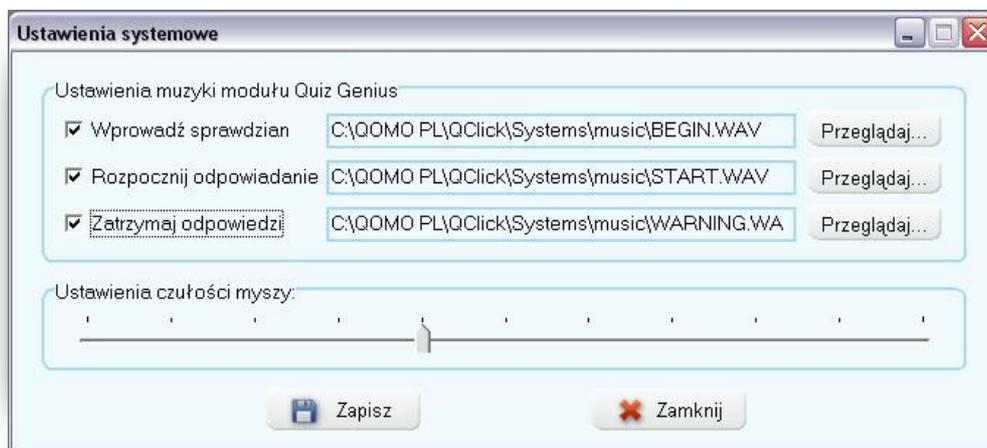 Ustawienia systemowe
Ustawienia muzyki modułu Quiz Genius
Wprowadź sprawdzian C:\QOMO PL\QClick\Systems\music\BEGIN.WAV Przeglądaj...
Rozpocznij odpowiadanie C:\QOMO PL\QClick\Systems\music\START.WAV Przeglądaj...
Zatrzymaj odpowiedzi C:\QOMO PL\QClick\Systems\music\WARNING.WA Przeglądaj...
Ustawienia czułości myszy:
Zapisz Zamknij